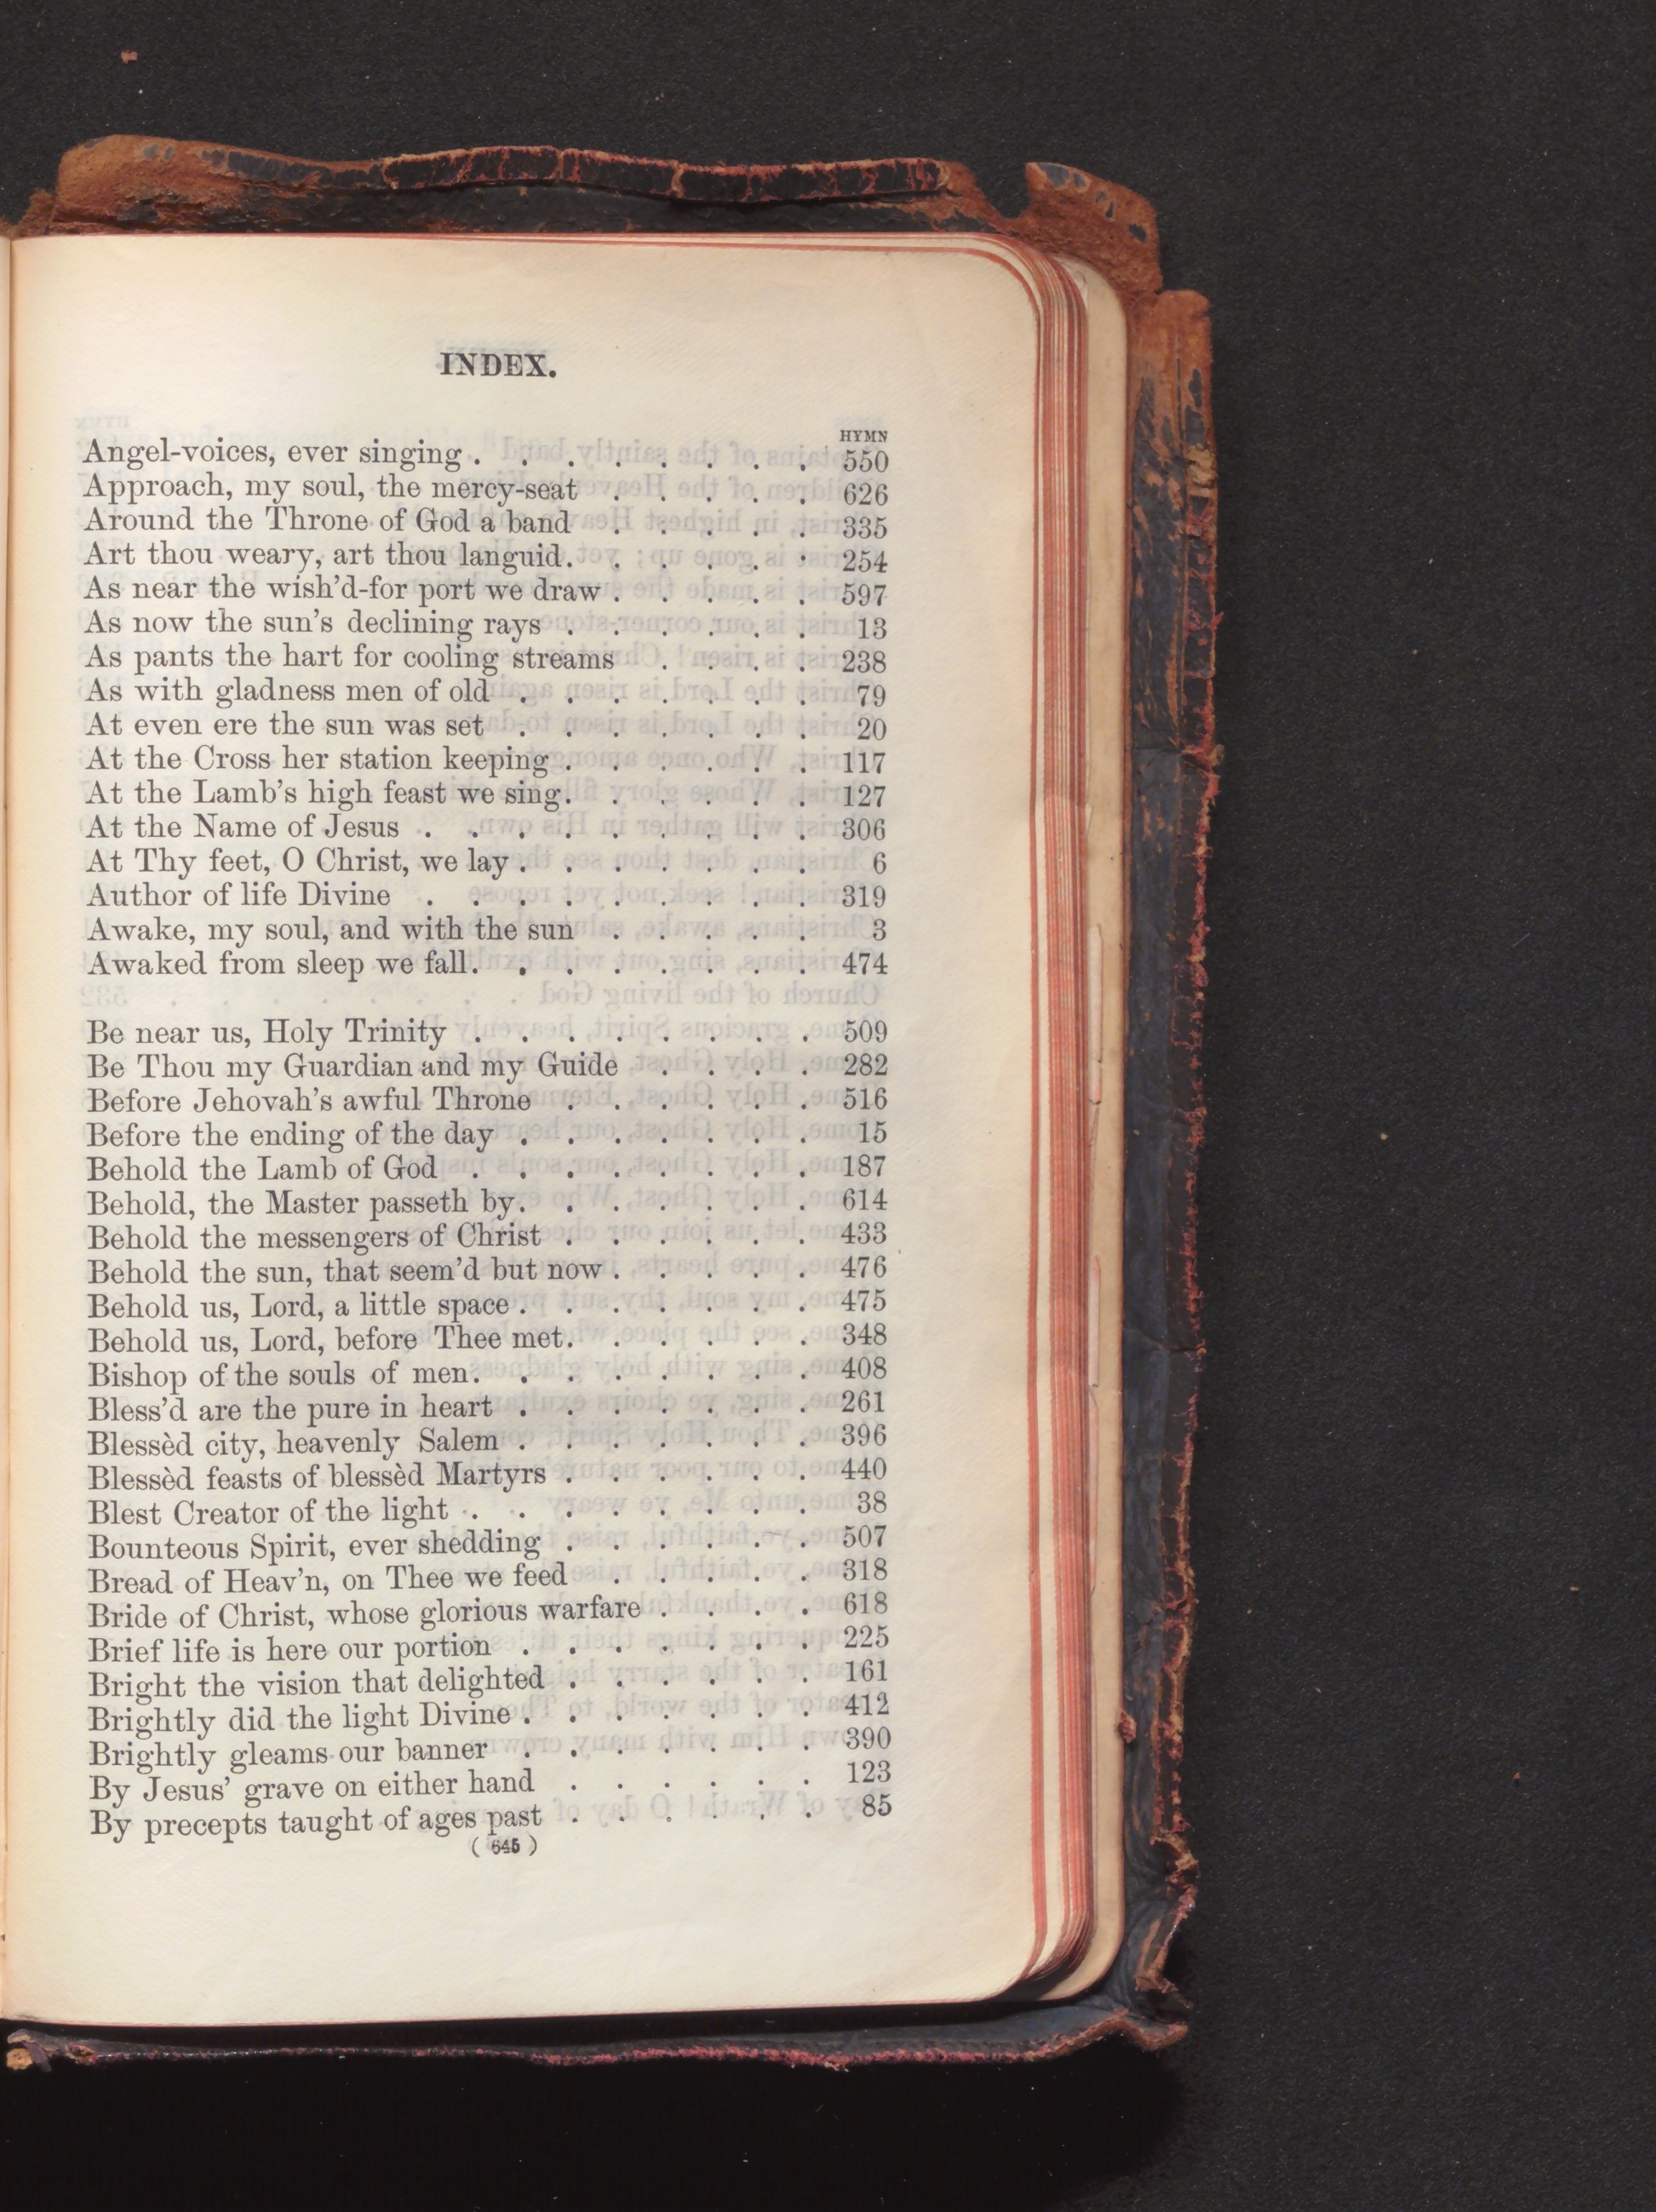 INDEX.
HYMN
Angel-voices, ever singing . . . . . . . . 550
Approach, my soul, the mercy-seat . . . . . 626
Around the Throne of God a band . . . . . 335
Art thou weary, art thou languid . . . . . . 254
As near the wish'd-for port we draw . . . . . 597
As now the sun's declining rays . . . . . . 13
As pants the hart for cooling streams . . . . 238
As with gladness men of old . . . . . . . 79
At even ere the sun was set . . . . . . . 20
At the Cross her station keeping . . . . . . 117
At the Lamb's high feast we sing . . . . . . 127
At the Name of Jesus . . . . . . . . . 306
At Thy feet, O Christ, we lay . . . . . . . 6
Author of life Divine . . . . . . . . . 319
Awake, my soul, and with the sun . . . . . 3
Awaked from sleep we fall . . . . . . . . 474
Be near us, Holy Trinity . . . . . . . . 509
Be Thou my Guardian and my Guide . . . . 282
Before Jehovah's awful Throne . . . . . . 516
Before the ending of the day . . . . . . . 15
Behold the Lamb of God . . . . . . . . 187
Behold, the Master passeth by . . . . . . . 614
Behold the messengers of Christ . . . . . . 433
Behold the sun, that seem'd but now . . . . . 476
Behold us, Lord, a little space . . . . . . . 475
Behold us, Lord, before Thee met . . . . . . 348
Bishop of the souls of men . . . . . . . . 408
Bless'd are the pure in heart . . . . . . . 261
Blessèd city, heavenly Salem . . . . . . . 396
Blessèd feasts of blessèd Martyrs . . . . . . 440
Blest Creator of the light . . . . . . . . 38
Bounteous Spirit, ever shedding . . . . . . 507
Bread of Heav'n, on Thee we feed . . . . . 318
Bride of Christ, whose glorious warfare . . . . 618
Brief life is here our portion . . . . . . . 225
Bright the vision that delighted . . . . . . 161
Brightly did the light Divine . . . . . . . 412
Brightly gleams our banner . . . . . . . 390
By Jesus' grave on either hand . . . . . . 123
By precepts taught of ages past . . . . . . 85
( 645 )